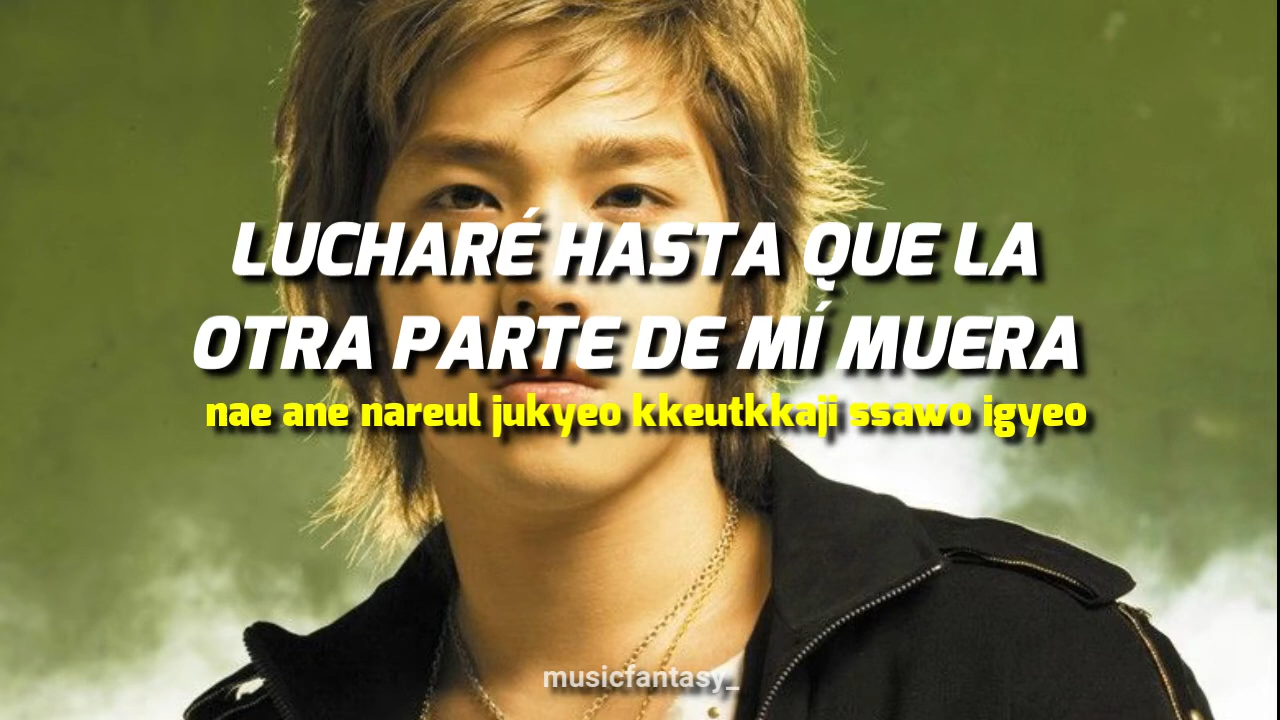 LUCHARÉ HASTA QUE LA
OTRA PARTE DE MÍ MUERA
nae ane nareul jukyeo kkeutkkaji ssawo igyeo
musicfantasy_